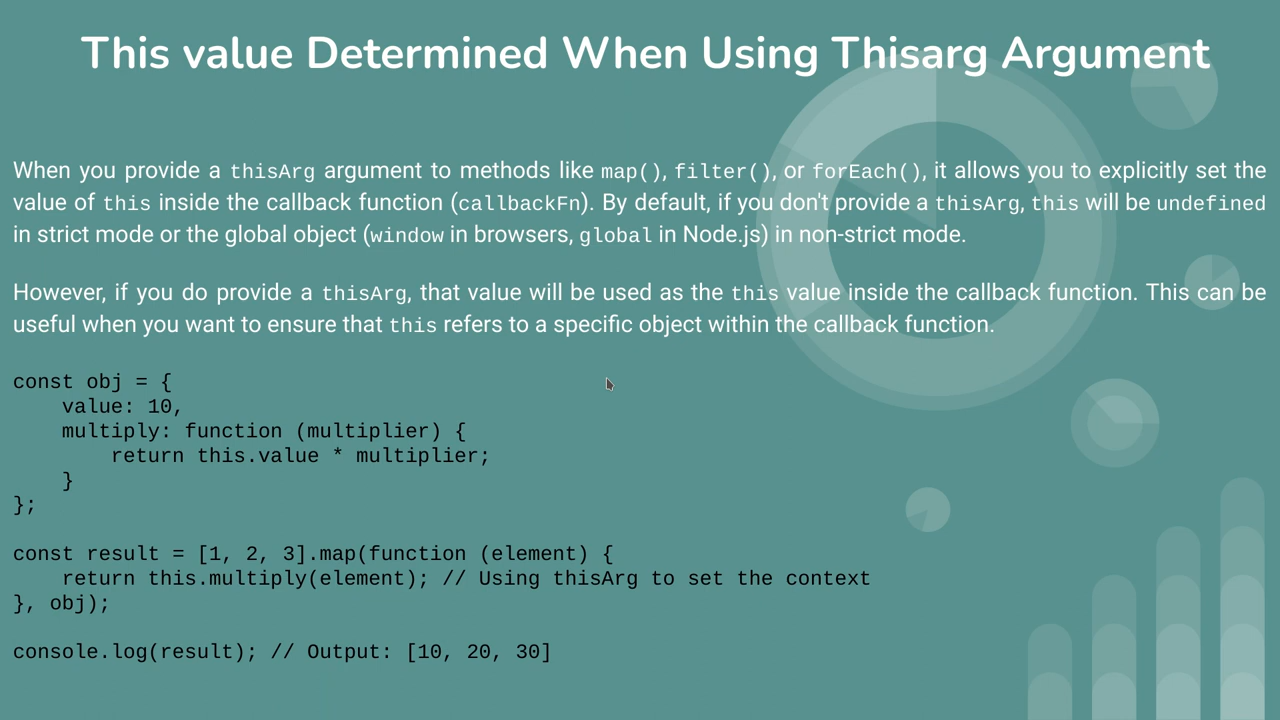 This value Determined When Using Thisarg Argument
When you provide a thisArg argument to methods like map(), filter(), or forEach(), it allows you to explicitly set the
value of this inside the callback function (callbackFn). By default, if you don't provide a thisArg, this will be undefined
in strict mode or the global object (window in browsers, global in Node.js) in non-strict mode.
However, if you do provide a thisArg, that value will be used as the this value inside the callback function. This can be
useful when you want to ensure that this refers to a specific object within the callback function.
const obj = {
    value: 10,
    multiply: function (multiplier) {
        return this.value * multiplier;
    }
};
const result = [1, 2, 3].map(function (element) {
    return this.multiply(element); // Using thisArg to set the context
}, obj);
console.log(result); // Output: [10, 20, 30]